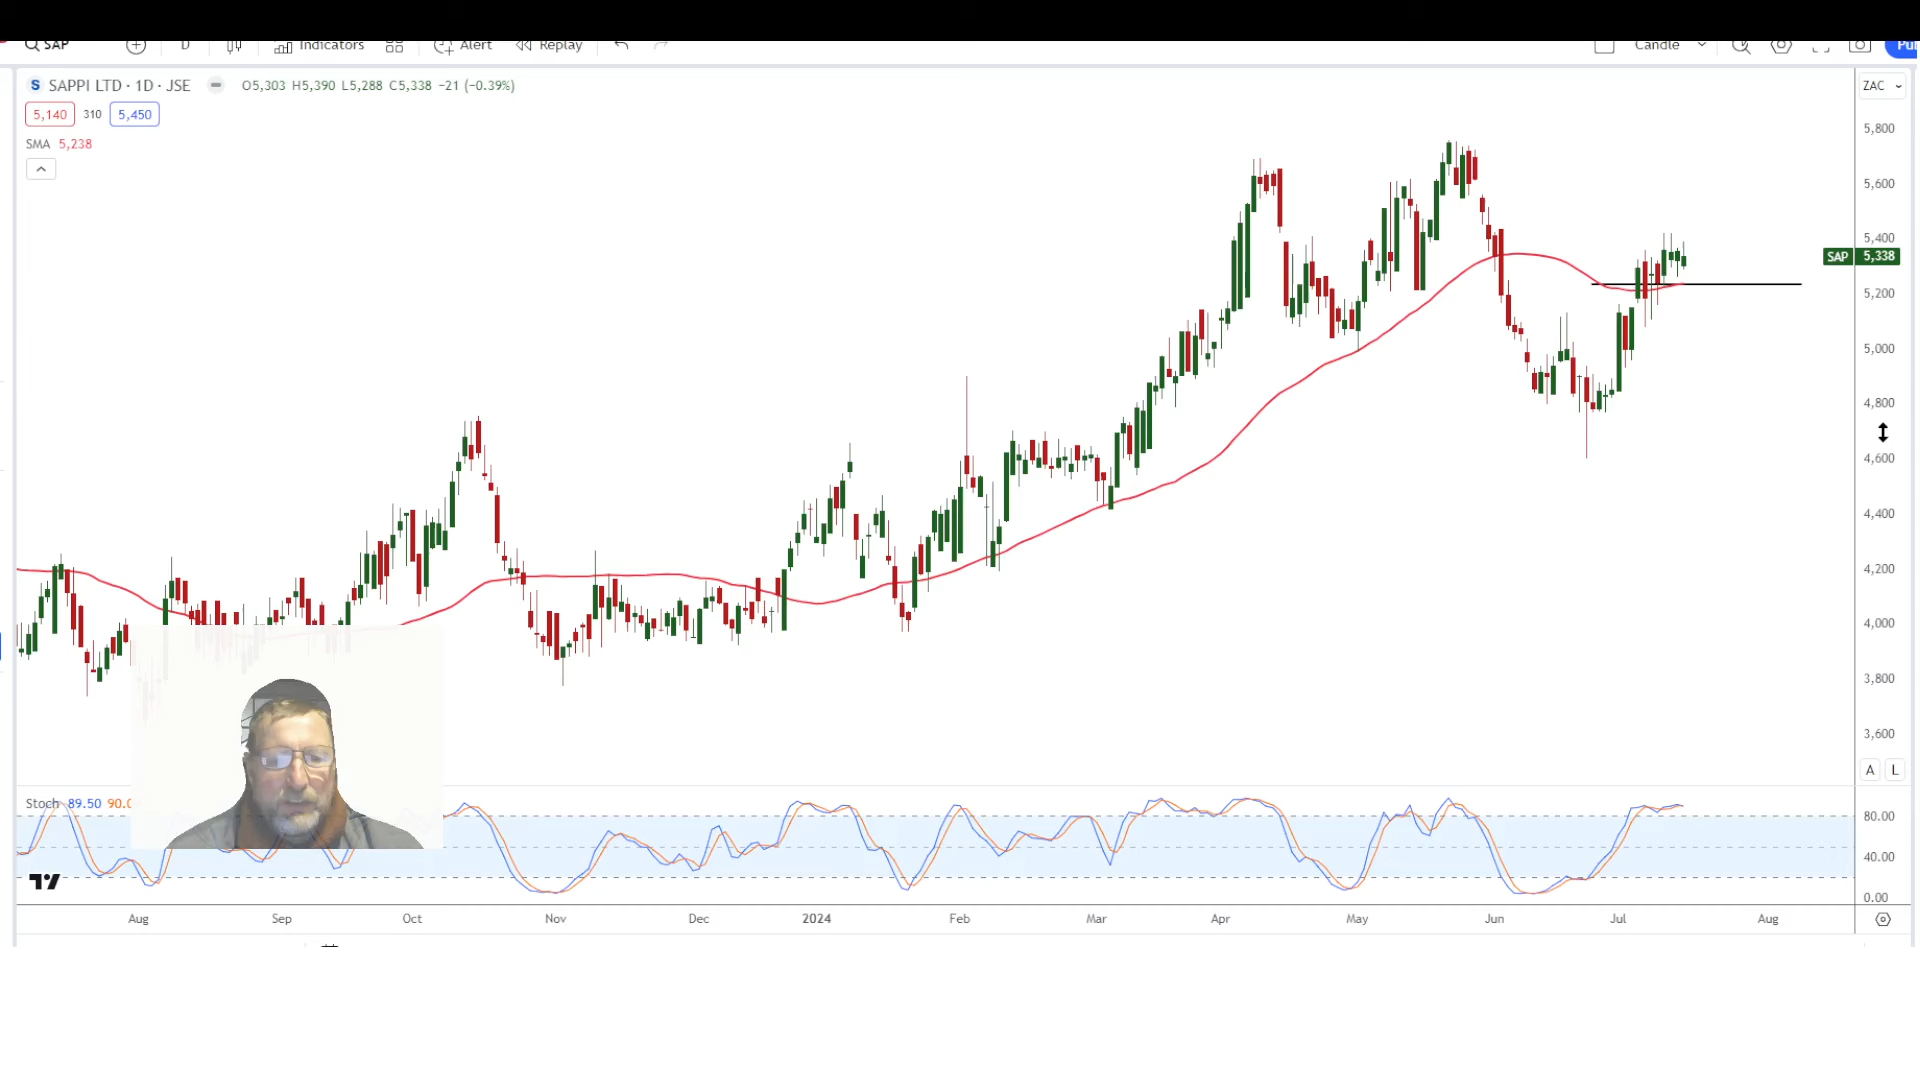 SAP D Indicators Alert Replay Candle Pu
S SAPPI LTD · 1D · JSE O5,303 H5,390 L5,288 C5,338 −21 (−0.39%) ZAC
5,140 310 5,450
SMA 5,238
5,800
5,600
5,400
SAP 5,338
5,200
5,000
4,800
4,600
4,400
4,200
4,000
3,800
3,600
A L
Stoch 89.50 90.0
80.00
40.00
0.00
Aug Sep Oct Nov Dec 2024 Feb Mar Apr May Jun Jul Aug